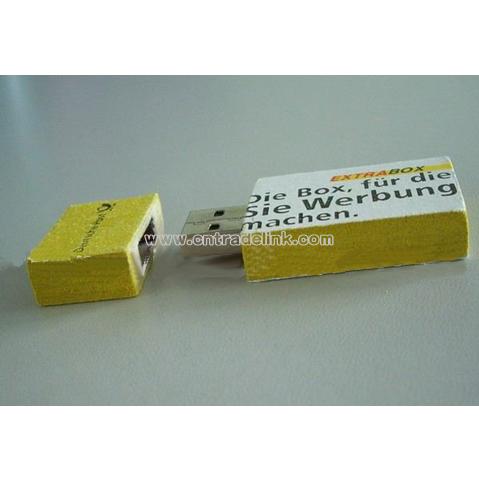 EXTRABOX
Die Box, für die
Sie Werbung
machen.
www.cntradelink.com